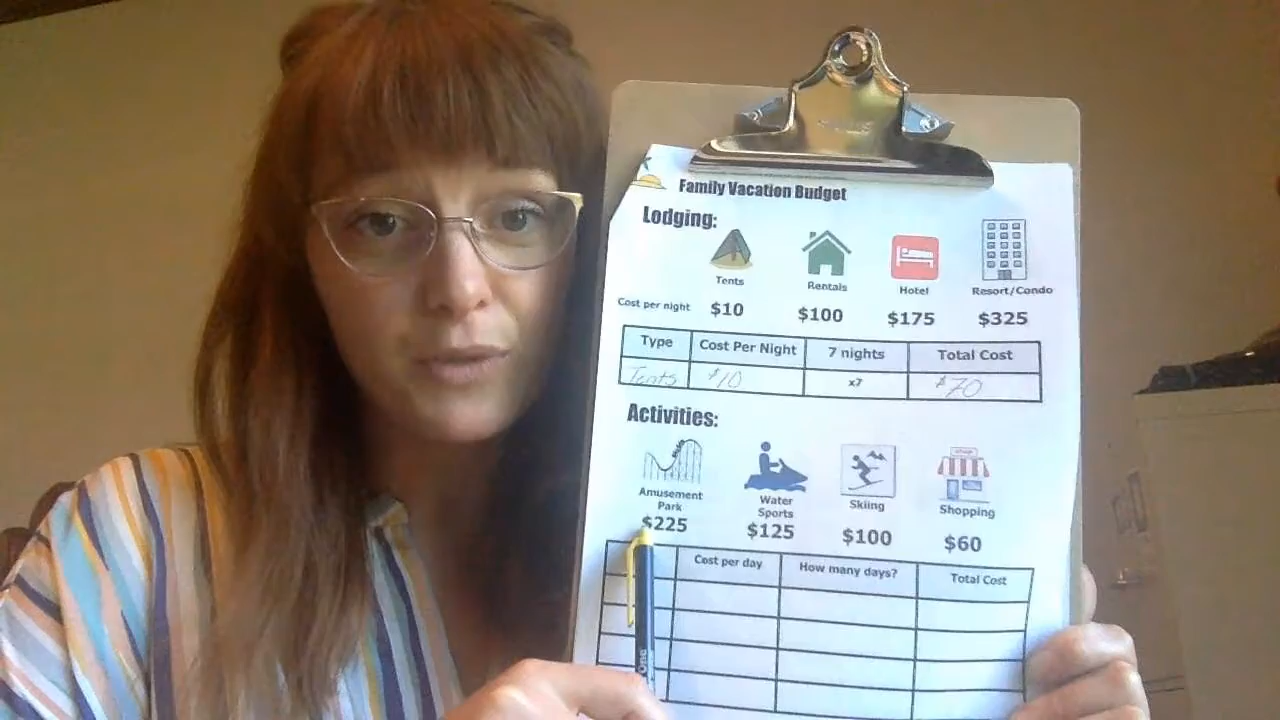 Family Vacation Budget
Lodging:
Tents Rentals Hotel Resort/Condo
Cost per night $10 $100 $175 $325
Type Cost Per Night 7 nights Total Cost
Tents $10 x7 $70
Activities:
Amusement Park Water Sports Skiing Shopping
$225 $125 $100 $60
Cost per day How many days? Total Cost